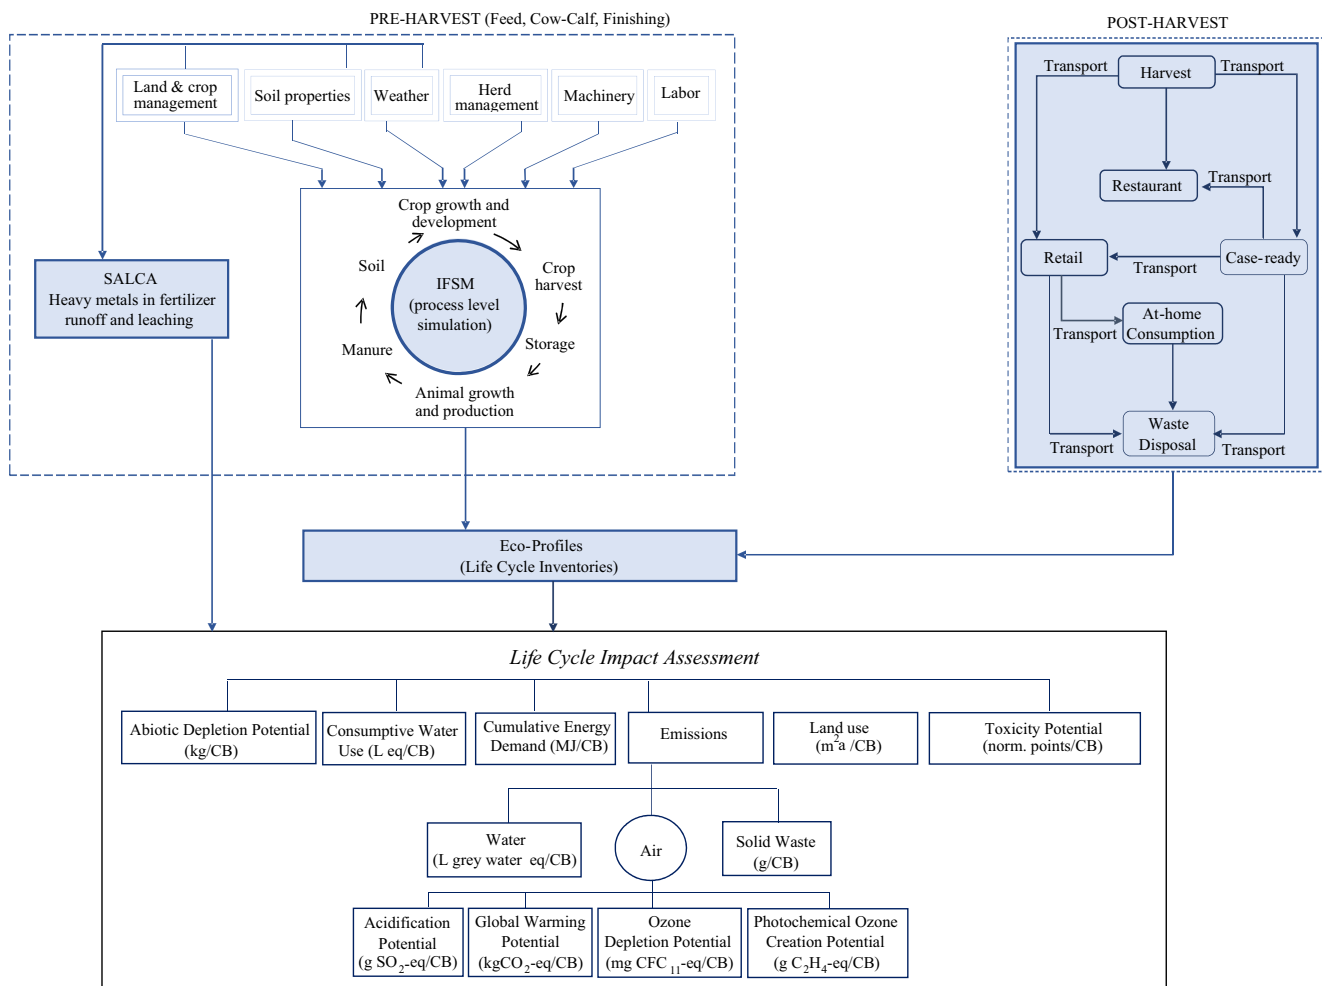 PRE-HARVEST (Feed, Cow-Calf, Finishing)
Land & crop
management
Soil properties
Weather
Herd
management
Machinery
Labor
Crop growth and
development
Soil
Crop
harvest
IFSM
(process level
simulation)
Manure
Storage
Animal growth
and production
SALCA
Heavy metals in fertilizer
runoff and leaching
POST-HARVEST
Transport
Harvest
Transport
Restaurant
Transport
Retail
Transport
Case-ready
Transport
At-home
Consumption
Waste
Disposal
Transport
Transport
Eco-Profiles
(Life Cycle Inventories)
Life Cycle Impact Assessment
Abiotic Depletion Potential
(kg/CB)
Consumptive Water
Use (L eq/CB)
Cumulative Energy
Demand (MJ/CB)
Emissions
Land use
(m²a /CB)
Toxicity Potential
(norm. points/CB)
Water
(L grey water eq/CB)
Air
Solid Waste
(g/CB)
Acidification
Potential
(g SO₂-eq/CB)
Global Warming
Potential
(kgCO₂-eq/CB)
Ozone
Depletion Potential
(mg CFC₁₁-eq/CB)
Photochemical Ozone
Creation Potential
(g C₂H₄-eq/CB)